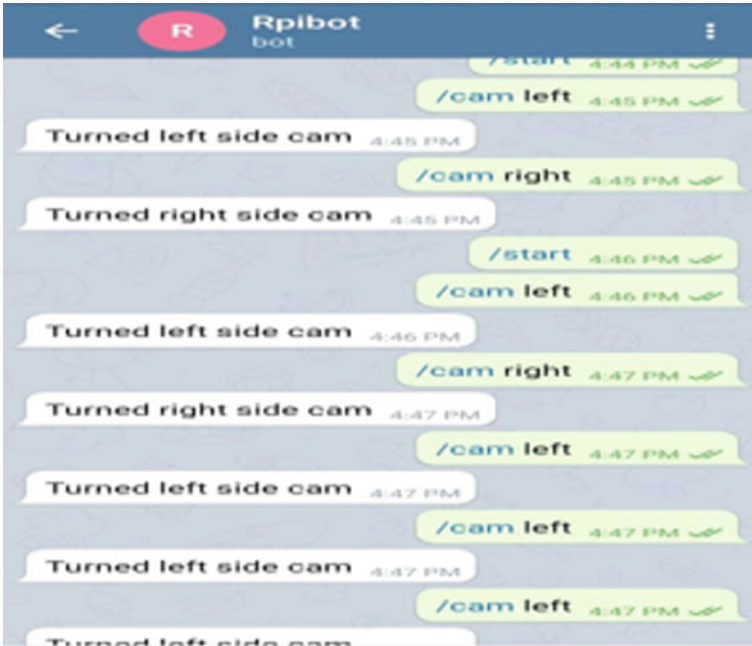 R
Rpibot
bot
/start 4:44 PM
/cam left 4:45 PM
Turned left side cam 4:45 PM
/cam right 4:45 PM
Turned right side cam 4:45 PM
/start 4:46 PM
/cam left 4:46 PM
Turned left side cam 4:46 PM
/cam right 4:47 PM
Turned right side cam 4:47 PM
/cam left 4:47 PM
Turned left side cam 4:47 PM
/cam left 4:47 PM
Turned left side cam 4:47 PM
/cam left 4:47 PM
Turned left side cam